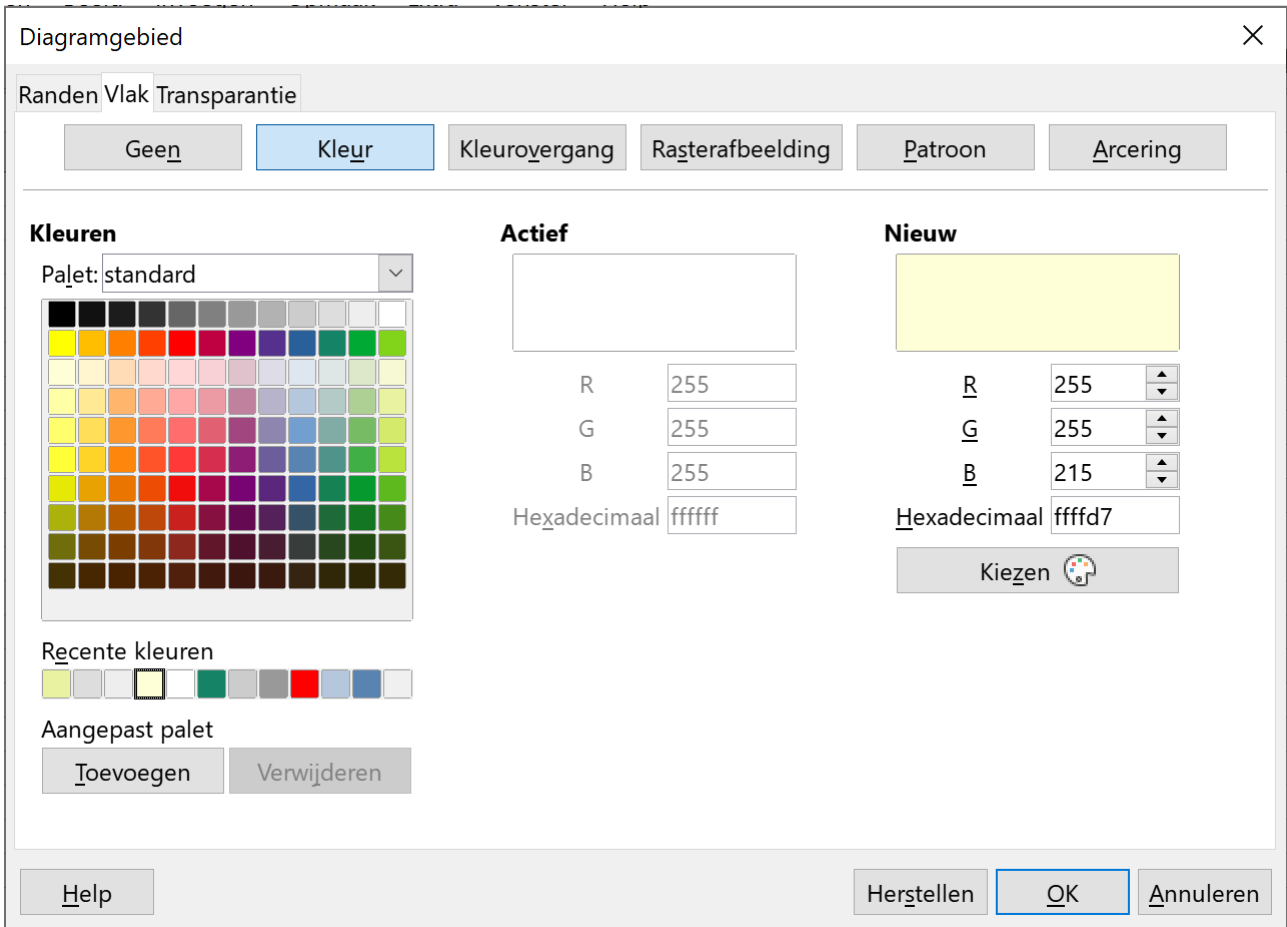 Diagramgebied
Randen Vlak Transparantie
Geen Kleur Kleurovergang Rasterafbeelding Patroon Arcering
Kleuren Actief Nieuw
Palet: standard
R 255 R 255
G 255 G 255
B 255 B 215
Hexadecimaal ffffff Hexadecimaal ffffd7
Kiezen
Recente kleuren
Aangepast palet
Toevoegen Verwijderen
Help Herstellen OK Annuleren